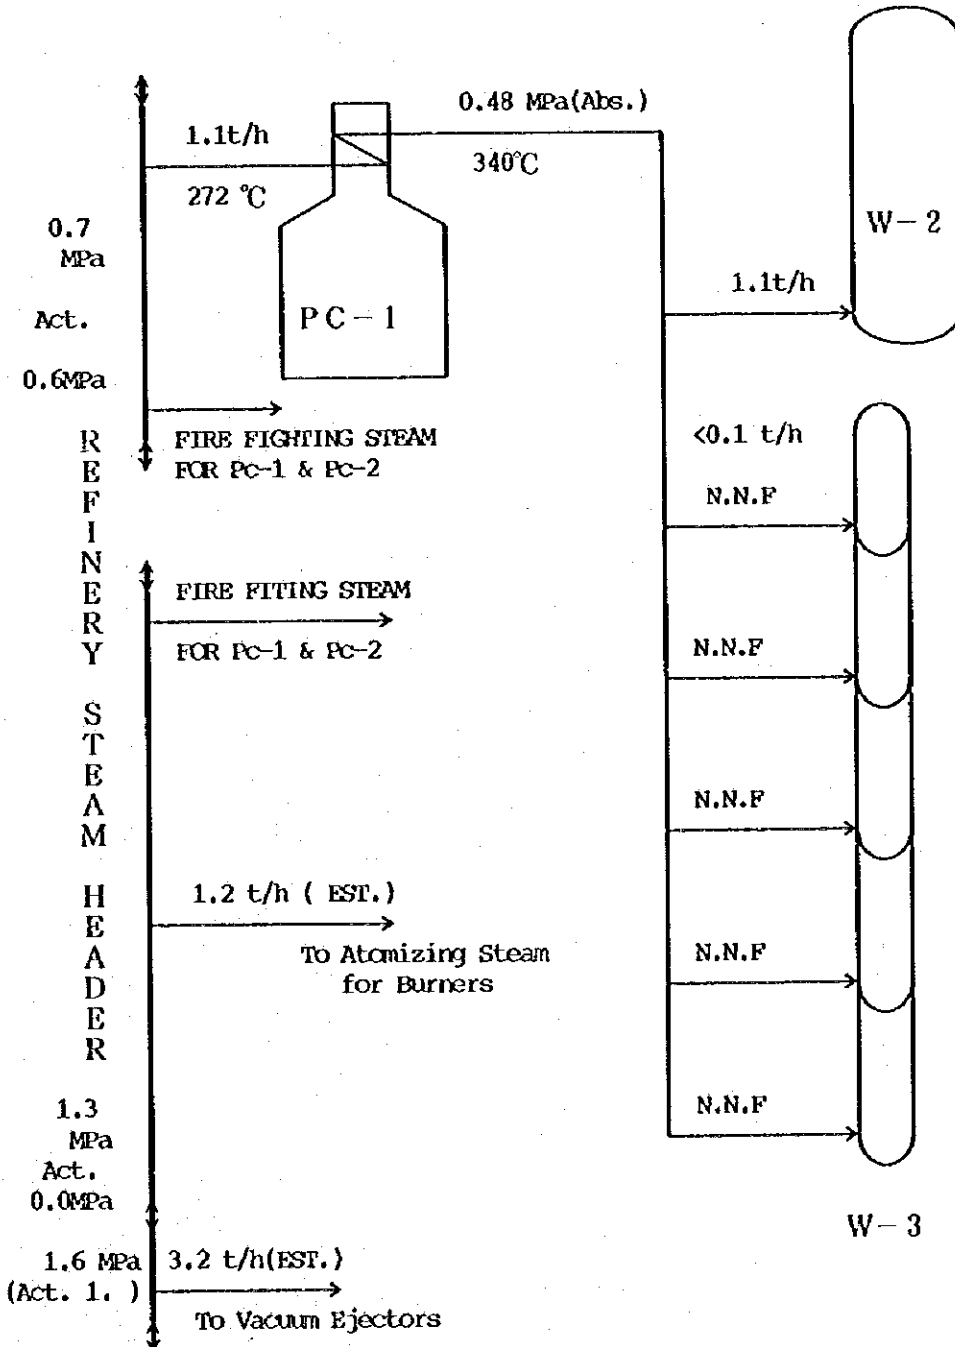 0.48 MPa(Abs.)
1.1t/h
340℃
272 ℃
0.7
MPa
W-2
1.1t/h
Act.
PC-1
0.6MPa
FIRE FIGHTING STEAM
FOR Pc-1 & Pc-2
<0.1 t/h
N.N.F
REFINERY STEAM HEADER
FIRE FITING STEAM
FOR Pc-1 & Pc-2
N.N.F
N.N.F
1.2 t/h ( EST.)
To Atomizing Steam
for Burners
N.N.F
1.3
MPa
Act.
0.0MPa
N.N.F
W-3
1.6 MPa
3.2 t/h(EST.)
(Act. 1. )
To Vacuum Ejectors